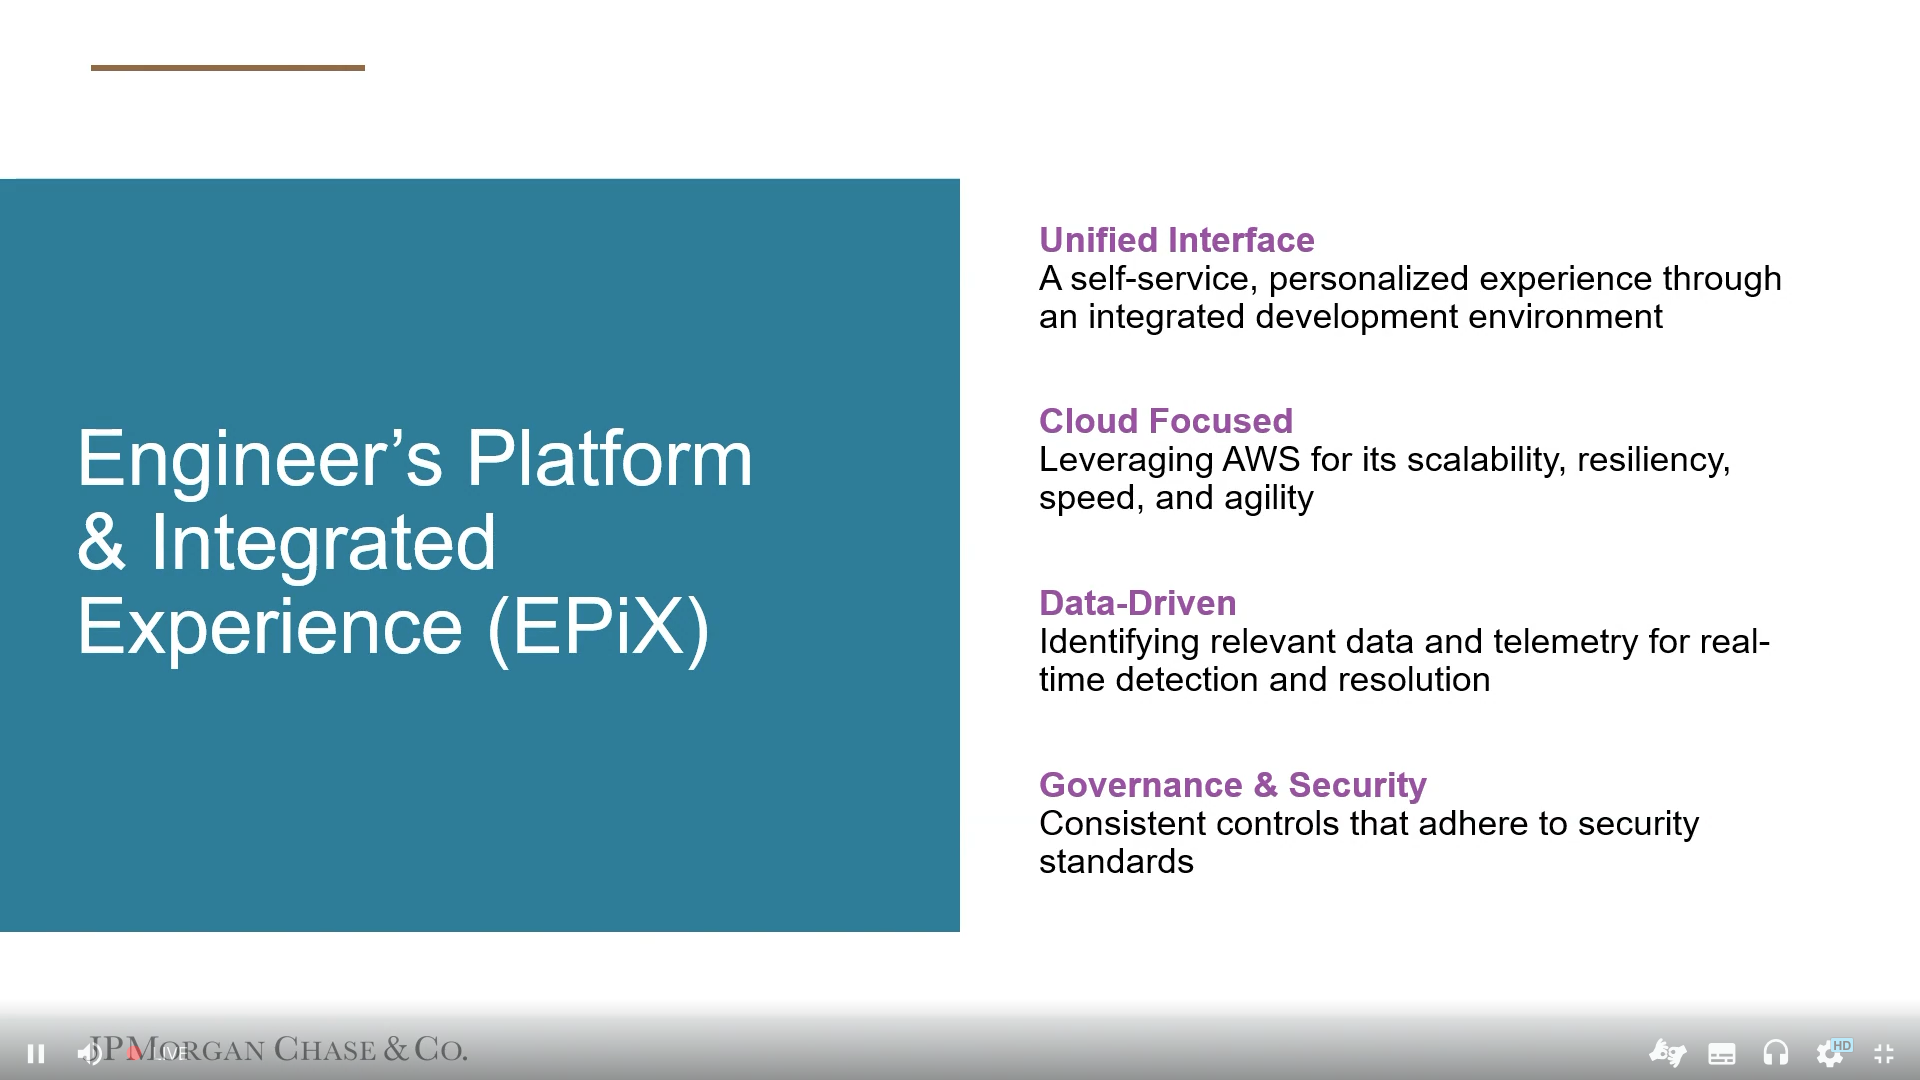 Engineer’s Platform
& Integrated
Experience (EPiX)
Unified Interface
A self-service, personalized experience through
an integrated development environment
Cloud Focused
Leveraging AWS for its scalability, resiliency,
speed, and agility
Data-Driven
Identifying relevant data and telemetry for real-
time detection and resolution
Governance & Security
Consistent controls that adhere to security
standards
JPMORGAN CHASE & CO.
LIVE
HD